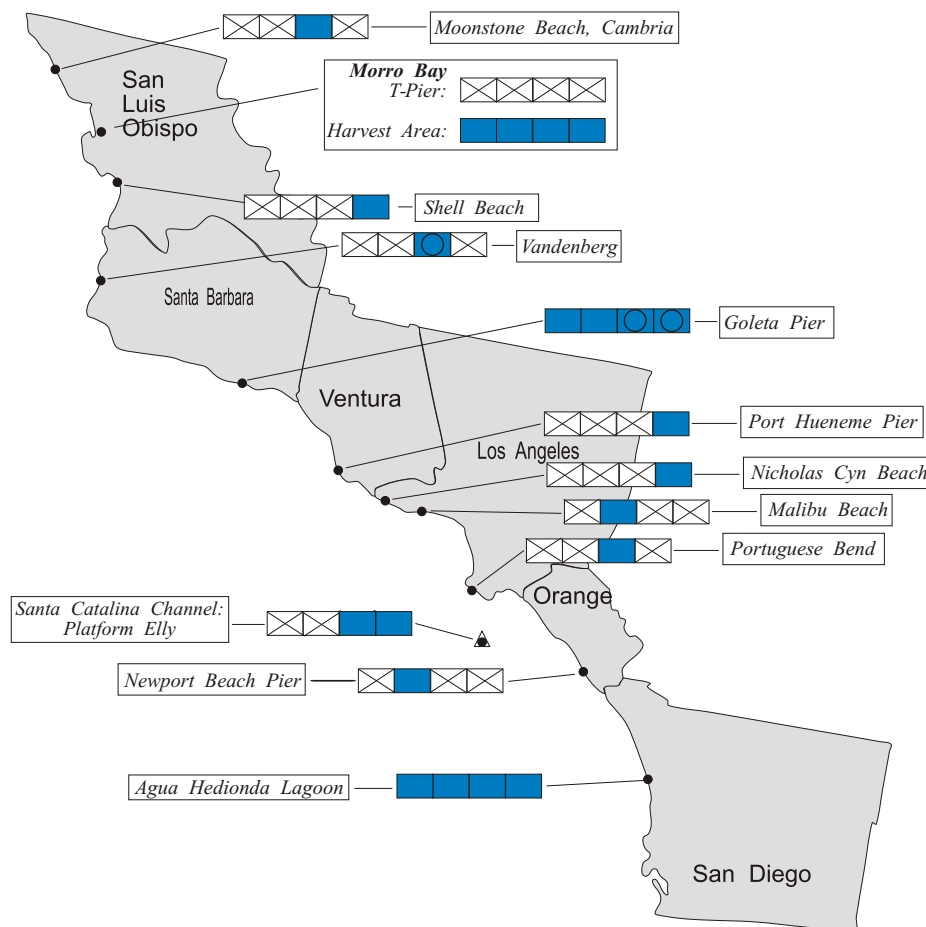 Moonstone Beach, Cambria
San
Luis
Obispo
Morro Bay
T-Pier:
Harvest Area:
Shell Beach
Vandenberg
Santa Barbara
Goleta Pier
Ventura
Port Hueneme Pier
Los Angeles
Nicholas Cyn Beach
Malibu Beach
Portuguese Bend
Orange
Santa Catalina Channel:
Platform Elly
Newport Beach Pier
Agua Hedionda Lagoon
San Diego